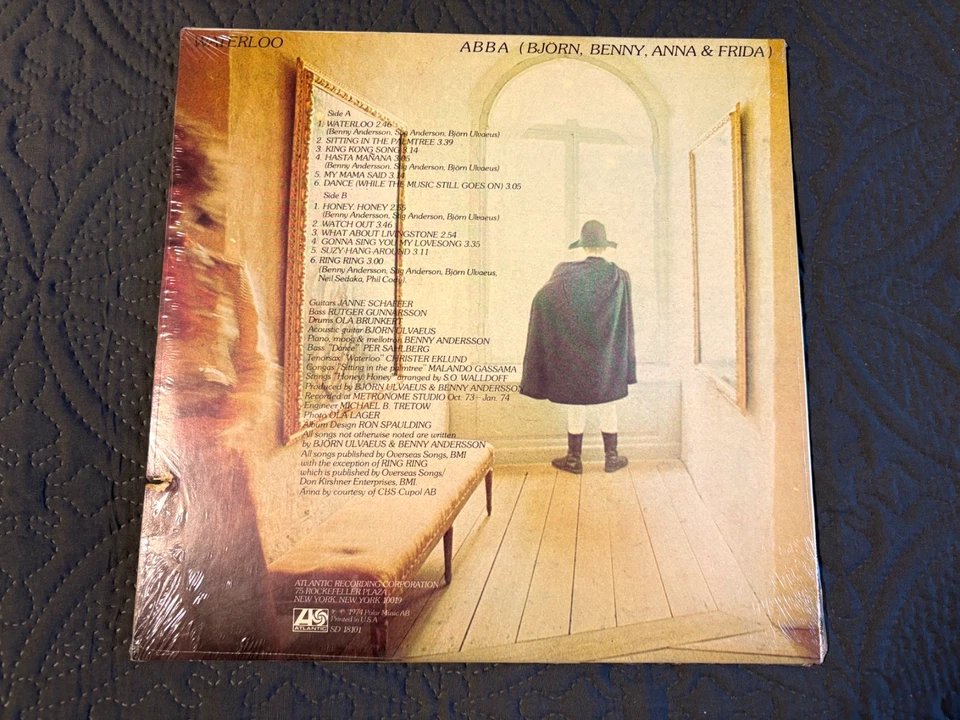 WATERLOO
ABBA (BJÖRN, BENNY, ANNA & FRIDA)
Side A
1. WATERLOO 2.46
(Benny Andersson, Stig Anderson, Björn Ulvaeus)
2. SITTING IN THE PALMTREE 3.39
3. KING KONG SONG 3.14
4. HASTA MAÑANA 3.05
(Benny Andersson, Stig Anderson, Björn Ulvaeus)
5. MY MAMA SAID 3.14
6. DANCE (WHILE THE MUSIC STILL GOES ON) 3.05
Side B
1. HONEY, HONEY 2.55
(Benny Andersson, Stig Anderson, Björn Ulvaeus)
2 WATCH OUT 3.46
3. WHAT ABOUT LIVINGSTONE 2.54
4 GONNA SING YOU MY LOVESONG 3.35
5 SUZY-HANG-AROUND 3.11
6. RING RING 3.00
(Benny Andersson, Stig Anderson, Björn Ulvaeus,
Neil Sedaka, Phil Cody).
Guitars JANNE SCHAFFER
Bass RUTGER GUNNARSSON
Drums OLA BRUNKERT
Acoustic guitar BJÖRN ULVAEUS
Piano, moog & mellotron BENNY ANDERSSON
Bass "Dance" PER SAHLBERG
Tenorsax "Waterloo" CHRISTER EKLUND
Congas "Sitting in the palmtree" MALANDO GASSAMA
Strings "Honey, Honey" arranged by S.O. WALLDOFF
Produced by BJÖRN ULVAEUS & BENNY ANDERSSON
Recorded at METRONOME STUDIO Oct. 73 - Jan. 74
Engineer MICHAEL B. TRETOW
Photo OLA LAGER
Album Design RON SPAULDING
All songs not otherwise noted are written
by BJÖRN ULVAEUS & BENNY ANDERSSON
All songs published by Overseas Songs, BMI
with the exception of RING RING
which is published by Overseas Songs/
Don Kirshner Enterprises, BMI.
Anna by courtesy of CBS-Cupol AB
ATLANTIC RECORDING CORPORATION
75 ROCKEFELLER PLAZA
NEW YORK, NEW YORK 10019
© ℗ 1974 Polar Music AB
Printed in U.S.A
ATLANTIC
SD 18101